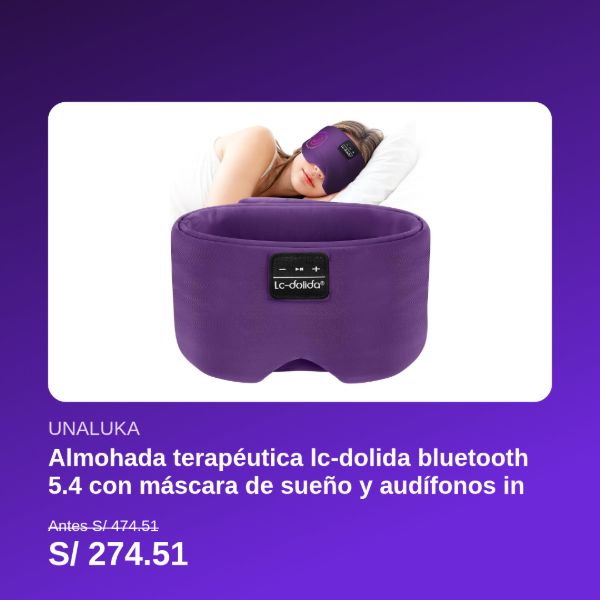 − ⏯ +
Lc-dolida®
UNALUKA
Almohada terapéutica lc-dolida bluetooth
5.4 con máscara de sueño y audífonos in
Antes S/ 474.51
S/ 274.51